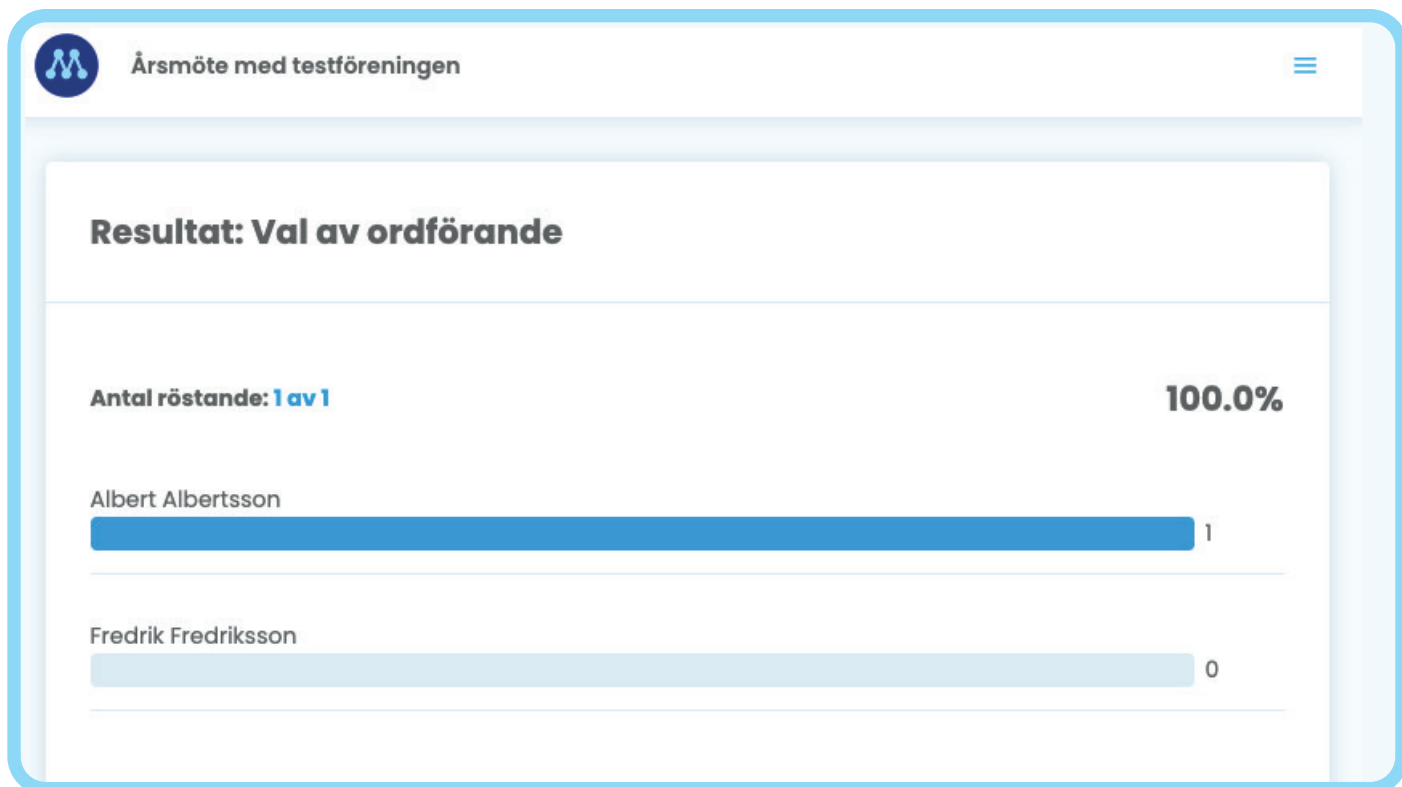 Årsmöte med testföreningen
Resultat: Val av ordförande
Antal röstande: 1 av 1
100.0%
Albert Albertsson
1
Fredrik Fredriksson
0